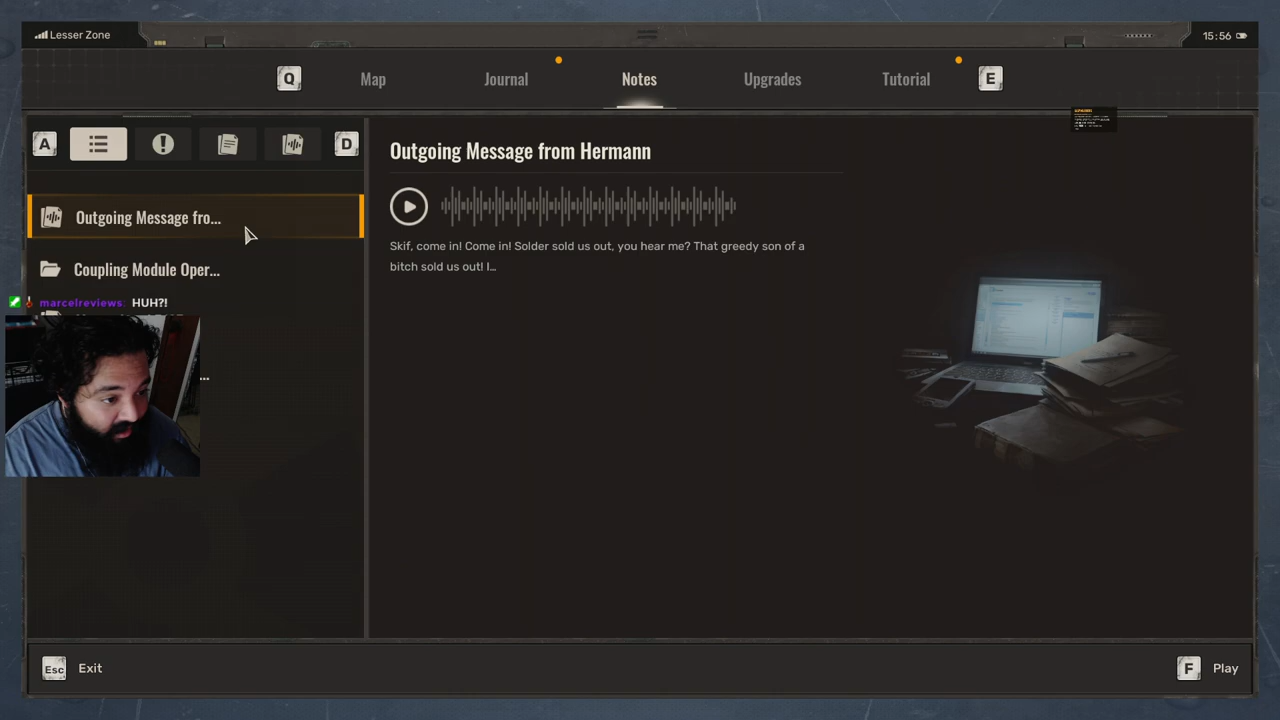 Lesser Zone
15:56
Q
Map
Journal
Notes
Upgrades
Tutorial
E
A
D
Outgoing Message fro...
Coupling Module Oper...
marcelreviews: HUH?!
...
Outgoing Message from Hermann
Skif, come in! Come in! Solder sold us out, you hear me? That greedy son of a
bitch sold us out! I...
Esc
Exit
F
Play